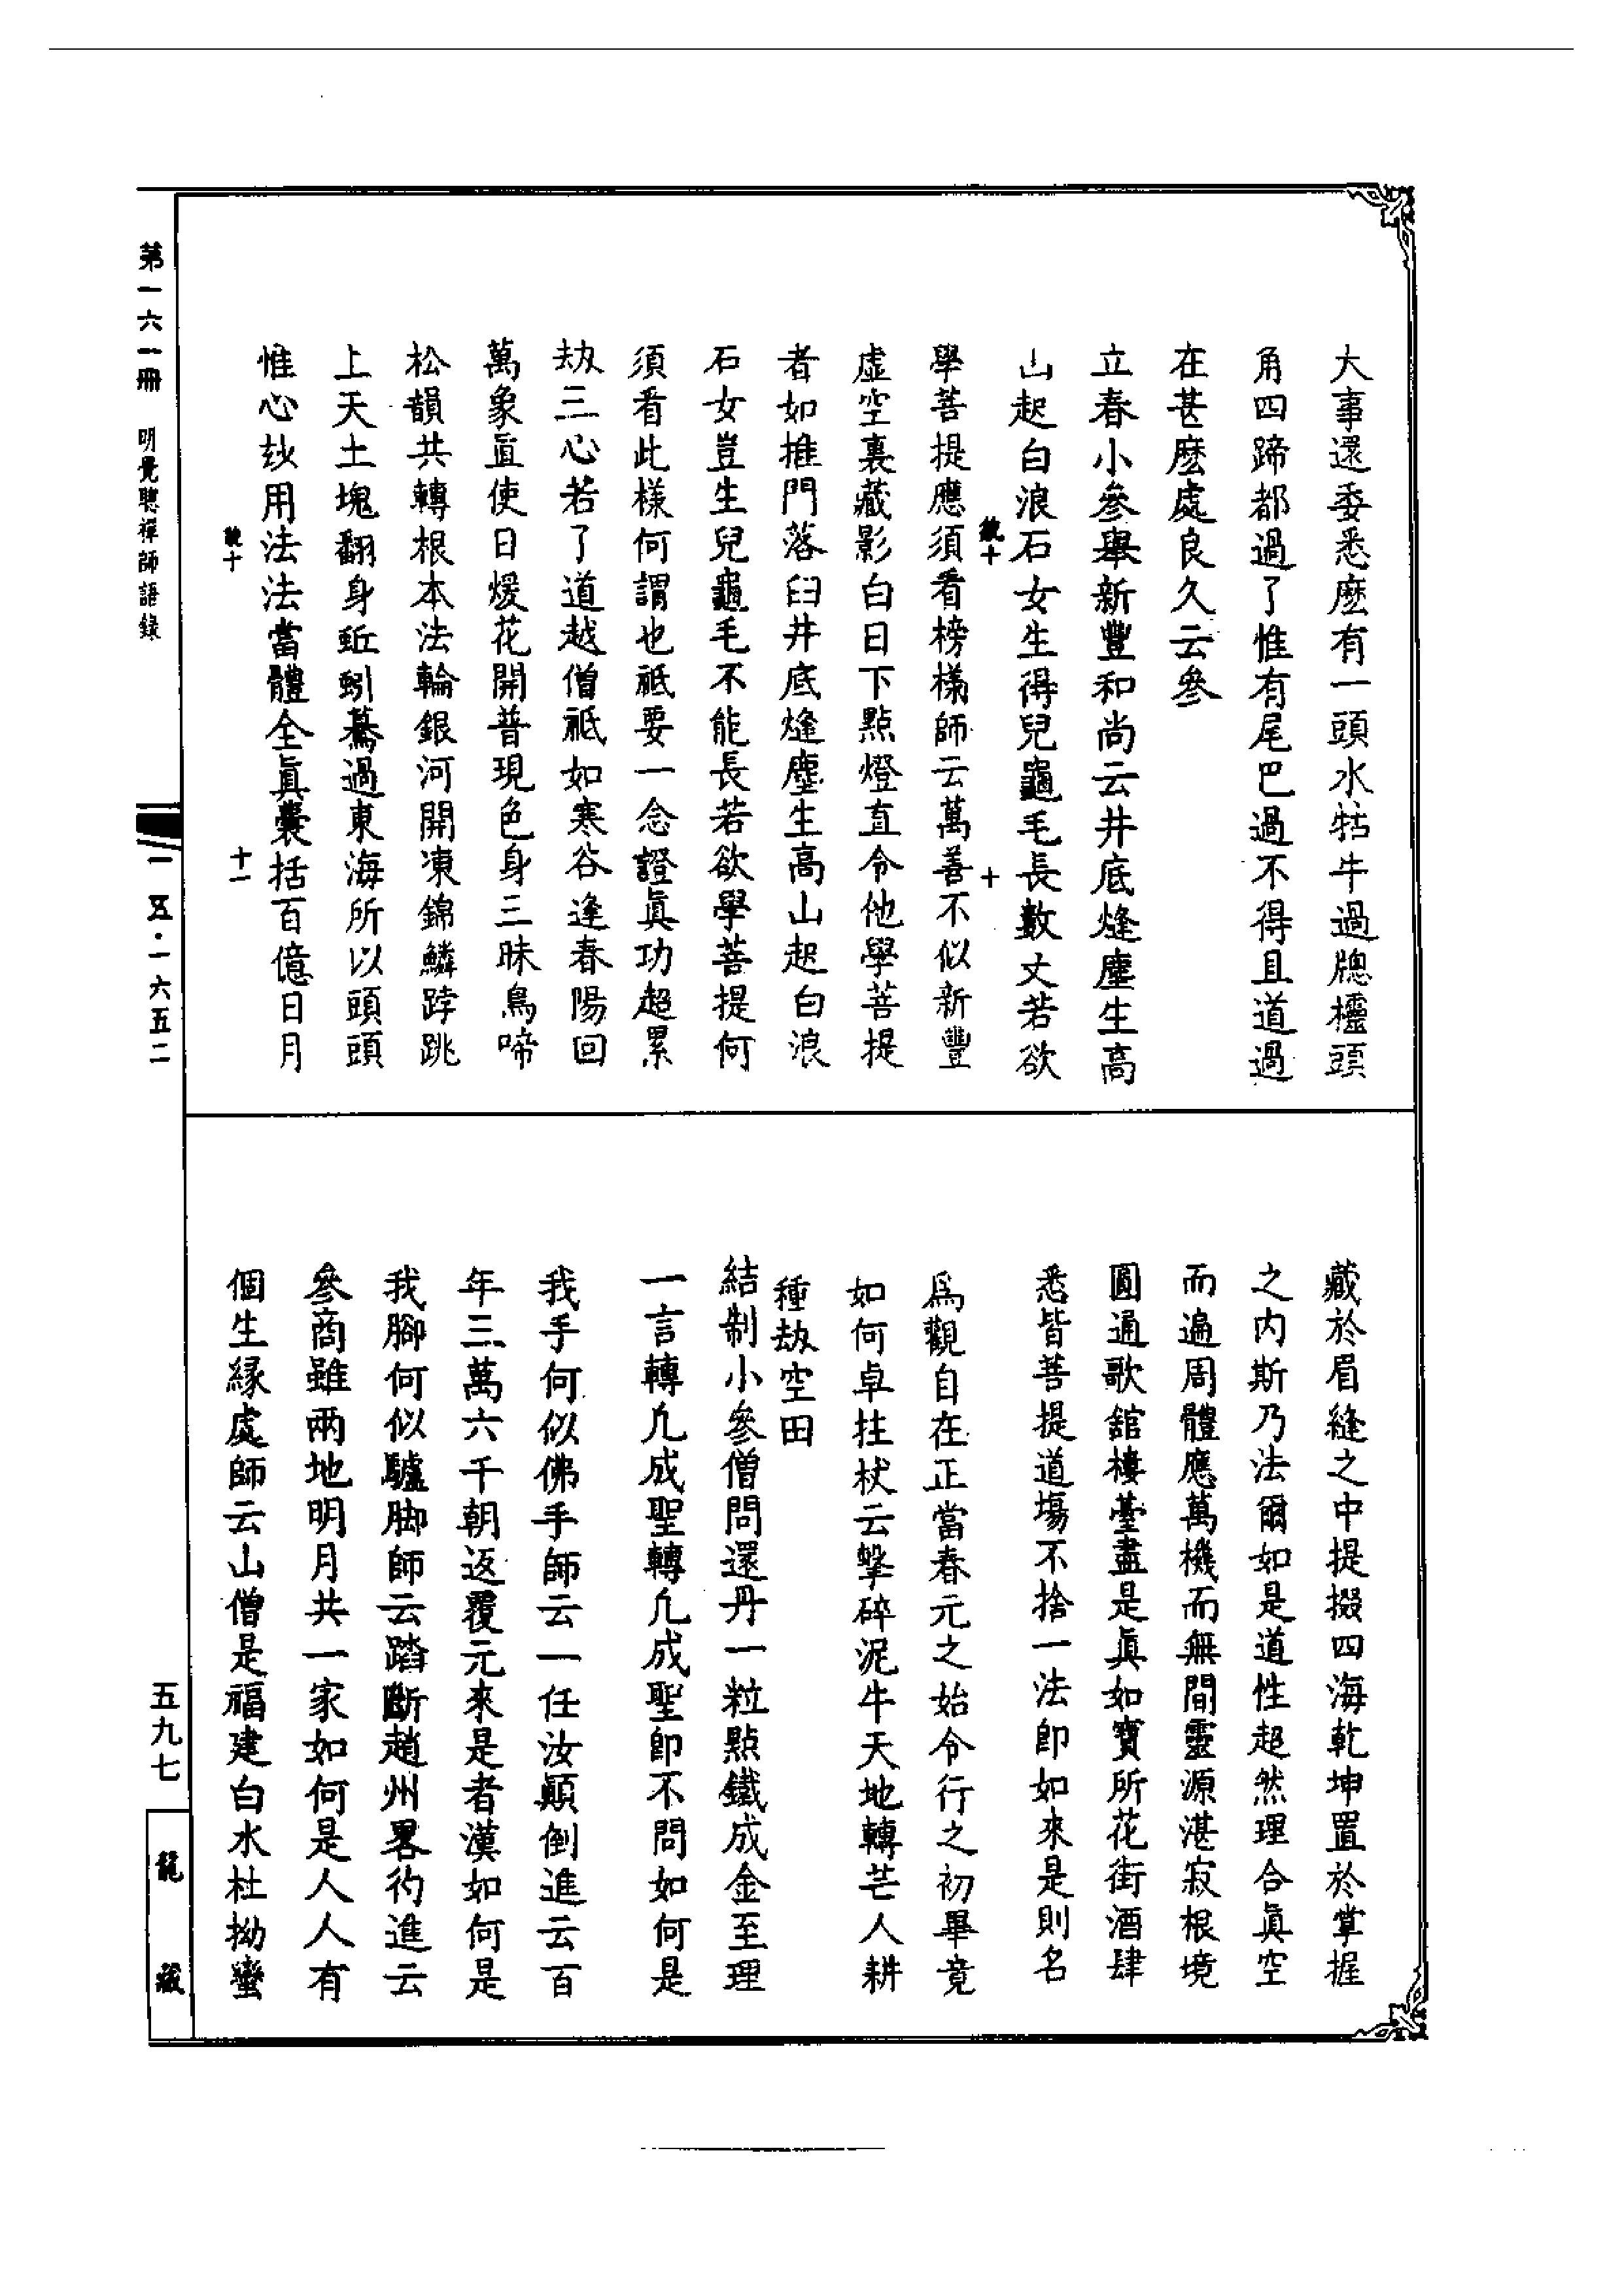 大事還委悉麽有一頭水牯牛過牕櫺頭
角四蹄都過了惟有尾巴過不得且道過
在甚麽處良久云參
立春小參舉新豐和尚云井底烽塵生高
山起白浪石女生得兒龜毛長數丈若欲
十
學菩提應須看榜樣師云萬善不似新豐
虛空裏藏影白日下點燈直令他學菩提
者如推門落臼井底烽塵生高山起白浪
石女豈生兒龜毛不能長若欲學菩提何
須看此樣何謂也祇要一念證眞功超累
劫三心若了道越僧祇如寒谷逢春陽回
萬象直使日煖花開普現色身三昧鳥啼
松韻共轉根本法輪銀河開凍錦鱗踍跳
上天土塊翻身蚯蚓驀過東海所以頭頭
惟心玅用法法當體全眞囊括百億日月
十一
藏於眉縫之中提掇四海乾坤置於掌握
之内斯乃法爾如是道性超然理合眞空
而遍周體應萬機而無間靈源湛寂根境
圓通歌舘樓臺盡是眞如寶所花街酒肆
悉皆菩提道塲不捨一法即如來是則名
爲觀自在正當春元之始令行之初畢竟
如何卓拄杖云擊碎泥牛天地轉芒人耕
種劫空田
結制小參僧問還丹一粒點鐵成金至理
一言轉凡成聖轉凡成聖即不問如何是
我手何似佛手師云一任汝顚倒進云百
年三萬六千朝返覆元來是者漢如何是
我腳何似驢脚師云踏斷趙州畧彴進云
參商雖兩地明月共一家如何是人人有
個生緣處師云山僧是福建白水杜拗蠻
第一六一冊　明覺聰禪師語錄
一五·一六五二
五九七
龍藏